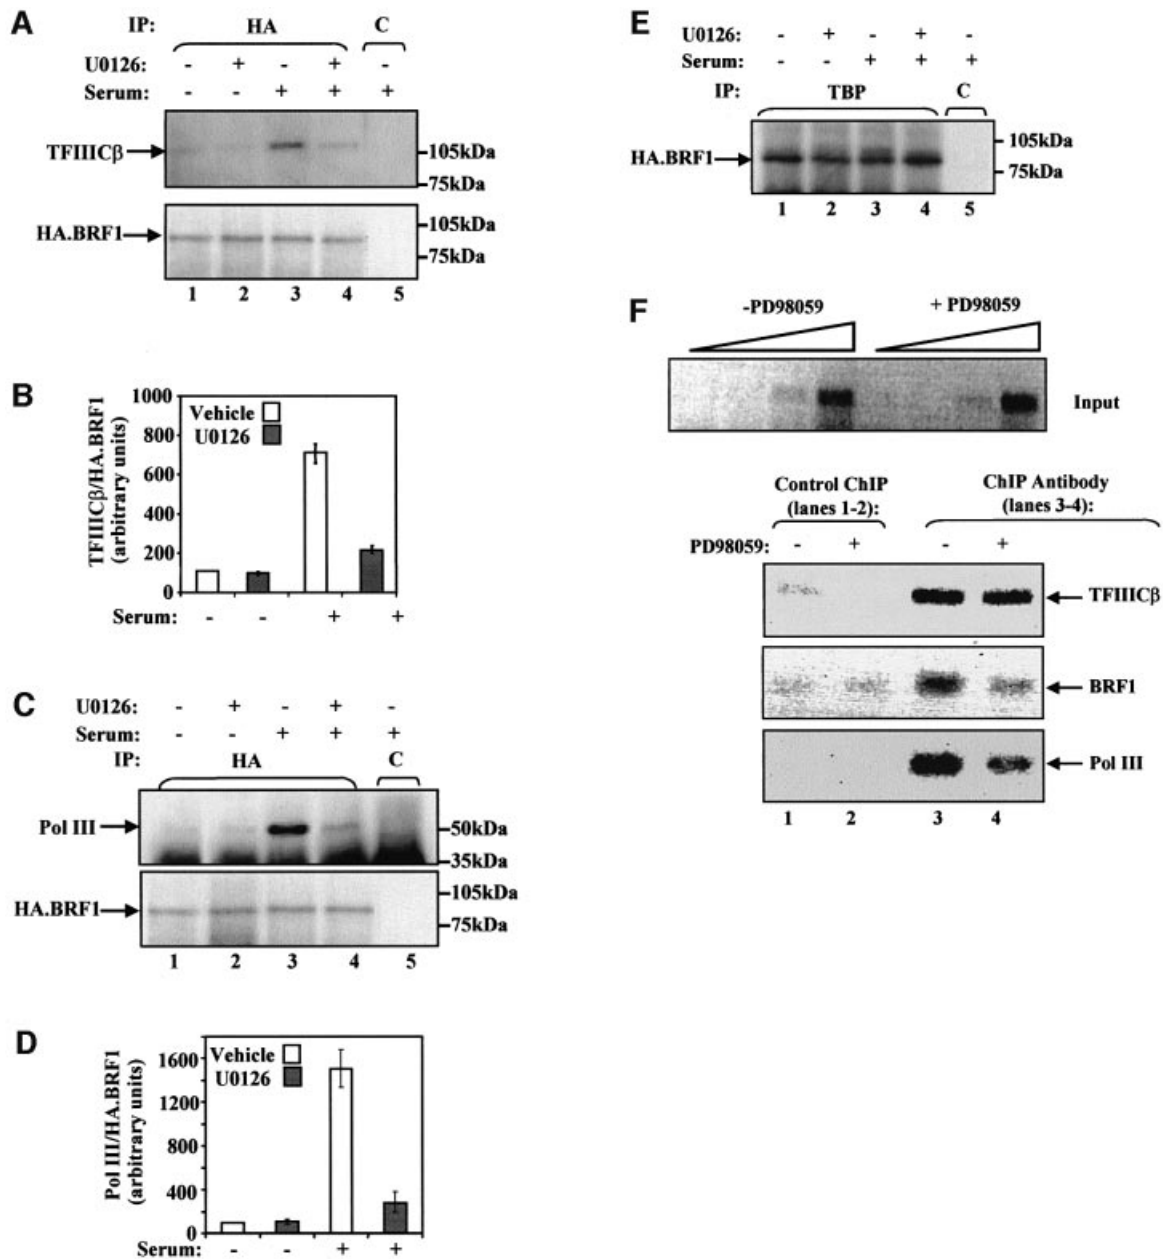 A
IP: HA C
U0126: - + - + -
Serum: - - + + +
TFIIICβ
105kDa
75kDa
HA.BRF1
105kDa
75kDa
1 2 3 4 5
B
TFIIICβ/HA.BRF1
(arbitrary units)
1000
800
600
400
200
0
Vehicle
U0126
Serum: - - + +
C
U0126: - + - + -
Serum: - - + + +
IP: HA C
Pol III
50kDa
35kDa
HA.BRF1
105kDa
75kDa
1 2 3 4 5
D
Pol III/HA.BRF1
(arbitrary units)
1600
1200
800
400
0
Vehicle
U0126
Serum: - - + +
E
U0126: - + - + -
Serum: - - + + +
IP: TBP C
HA.BRF1
105kDa
75kDa
1 2 3 4 5
F
-PD98059 + PD98059
Input
Control ChIP
(lanes 1-2):
ChIP Antibody
(lanes 3-4):
PD98059: - + - +
TFIIICβ
BRF1
Pol III
1 2 3 4